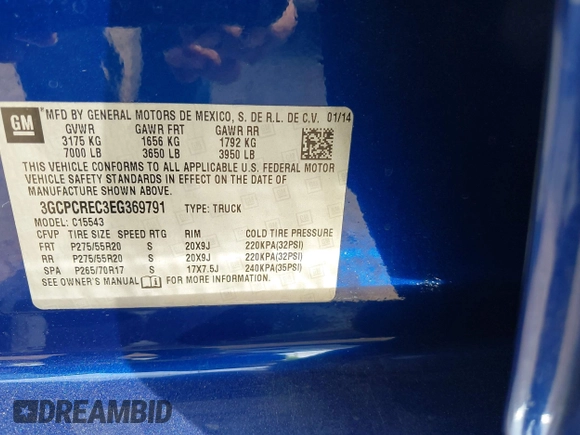 GM
MFD BY GENERAL MOTORS DE MEXICO, S. DE R.L. DE C.V. 01/14
GVWR GAWR FRT GAWR RR
3175 KG 1656 KG 1792 KG
7000 LB 3650 LB 3950 LB
THIS VEHICLE CONFORMS TO ALL APPLICABLE U.S. FEDERAL MOTOR
VEHICLE SAFETY STANDARDS IN EFFECT ON THE DATE OF
MANUFACTURE SHOWN ABOVE.
3GCPCREC3EG369791 TYPE: TRUCK
MODEL: C15543
CFVP TIRE SIZE SPEED RTG RIM COLD TIRE PRESSURE
FRT P275/55R20 S 20X9J 220KPA(32PSI)
RR P275/55R20 S 20X9J 220KPA(32PSI)
SPA P265/70R17 S 17X7.5J 240KPA(35PSI)
SEE OWNER'S MANUAL FOR MORE INFORMATION.
DREAMBID